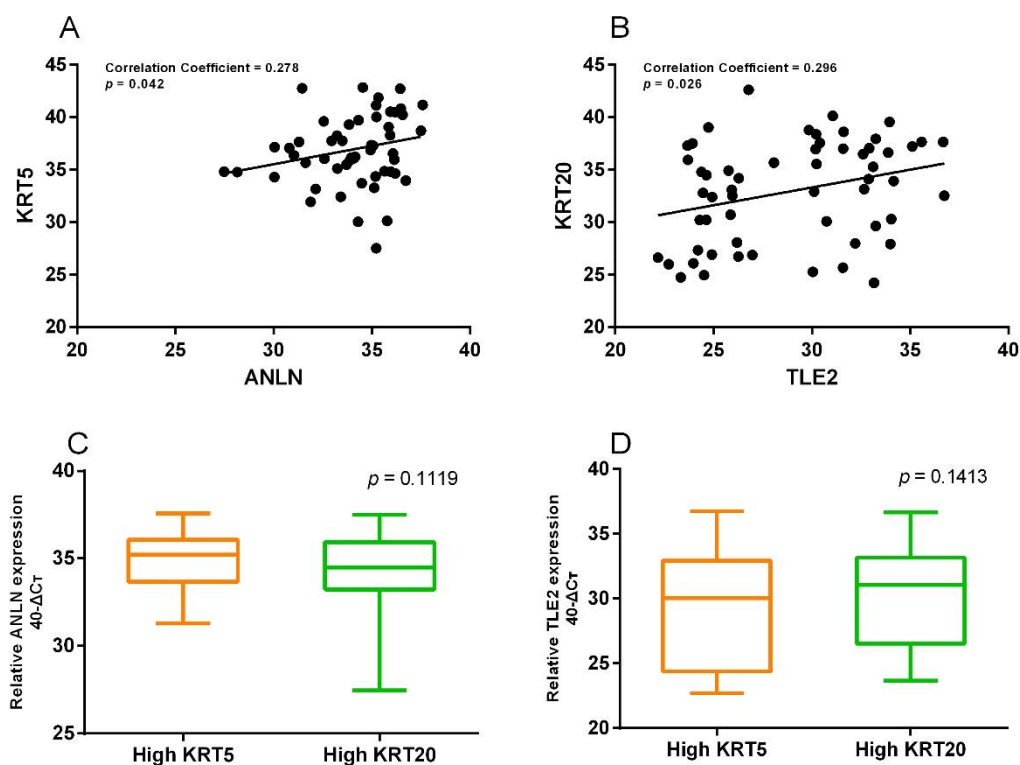 A
Correlation Coefficient = 0.278
p = 0.042
KRT5
45
40
35
30
25
20
20 25 30 35 40
ANLN
B
Correlation Coefficient = 0.296
p = 0.026
KRT20
45
40
35
30
25
20
20 25 30 35 40
TLE2
C
p = 0.1119
Relative ANLN expression
40-ΔCT
40
35
30
25
High KRT5 High KRT20
D
p = 0.1413
Relative TLE2 expression
40-ΔCT
40
35
30
25
20
High KRT5 High KRT20